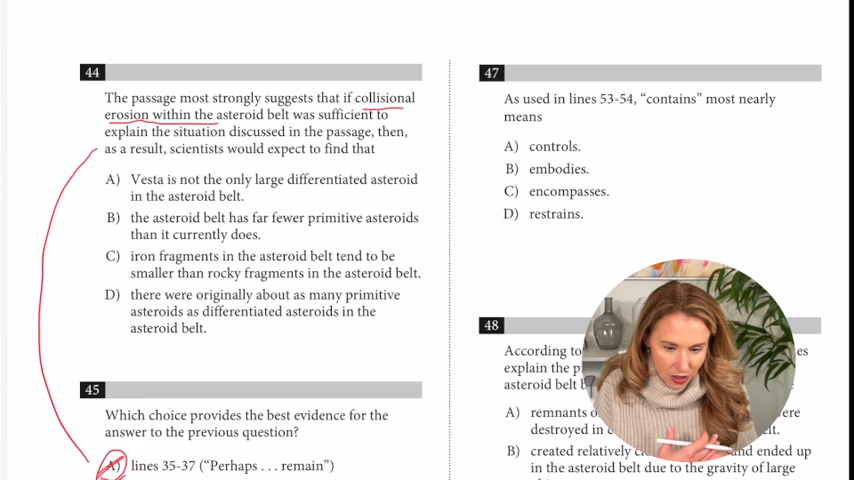 44
The passage most strongly suggests that if collisional
erosion within the asteroid belt was sufficient to
explain the situation discussed in the passage, then,
as a result, scientists would expect to find that
A) Vesta is not the only large differentiated asteroid
in the asteroid belt.
B) the asteroid belt has far fewer primitive asteroids
than it currently does.
C) iron fragments in the asteroid belt tend to be
smaller than rocky fragments in the asteroid belt.
D) there were originally about as many primitive
asteroids as differentiated asteroids in the
asteroid belt.
45
Which choice provides the best evidence for the
answer to the previous question?
A) lines 35-37 (“Perhaps . . . remain”)
47
As used in lines 53-54, “contains” most nearly
means
A) controls.
B) embodies.
C) encompasses.
D) restrains.
48
According to
explain the
asteroid belt
A) remnants
destroyed in
B) created relatively and ended up
in the asteroid belt due to the gravity of large